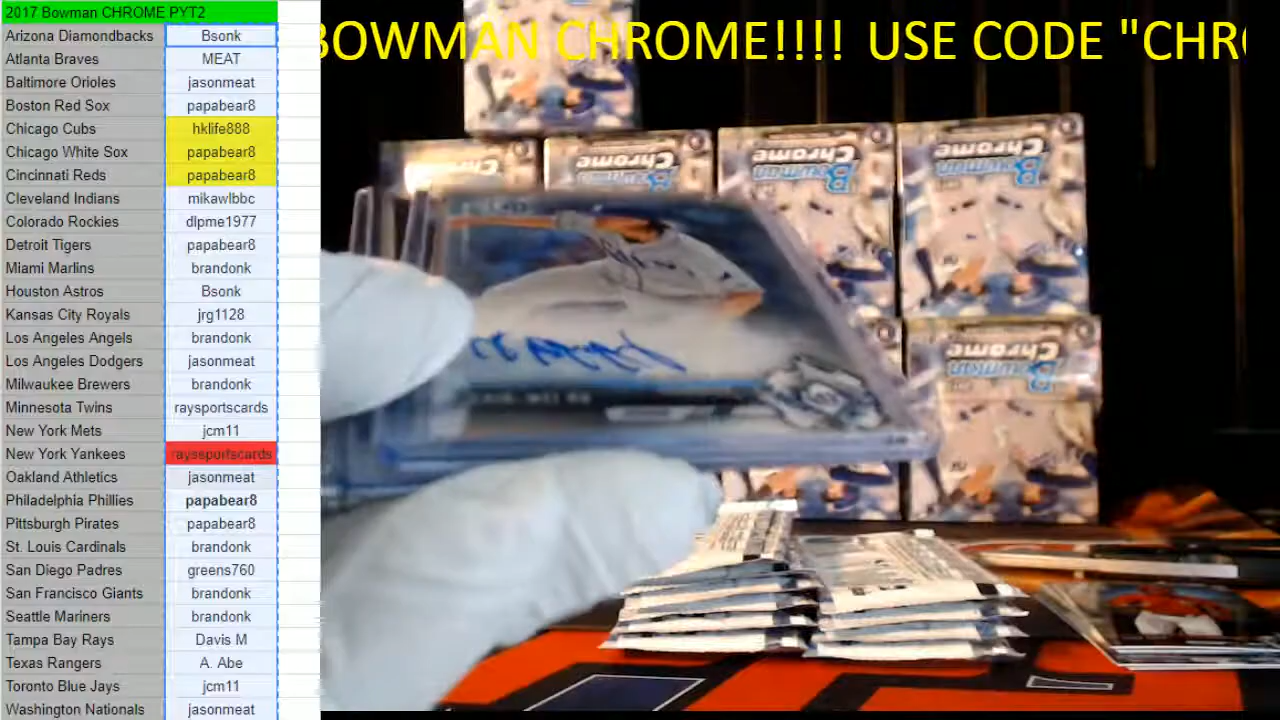 2017 Bowman CHROME PYT2
Arizona Diamondbacks Bsonk
Atlanta Braves MEAT
Baltimore Orioles jasonmeat
Boston Red Sox papabear8
Chicago Cubs hklife888
Chicago White Sox papabear8
Cincinnati Reds papabear8
Cleveland Indians mikawlbbc
Colorado Rockies dlpme1977
Detroit Tigers papabear8
Miami Marlins brandonk
Houston Astros Bsonk
Kansas City Royals jrg1128
Los Angeles Angels brandonk
Los Angeles Dodgers jasonmeat
Milwaukee Brewers brandonk
Minnesota Twins raysportscards
New York Mets jcm11
New York Yankees rayssportscards
Oakland Athletics jasonmeat
Philadelphia Phillies papabear8
Pittsburgh Pirates papabear8
St. Louis Cardinals brandonk
San Diego Padres greens760
San Francisco Giants brandonk
Seattle Mariners brandonk
Tampa Bay Rays Davis M
Texas Rangers A. Abe
Toronto Blue Jays jcm11
Washington Nationals jasonmeat
BOWMAN CHROME!!!! USE CODE "CHRO
Chrome
Chrome
Bowman
Chrome
Bowman
Chrome
Bowman
Chrome
Bowman